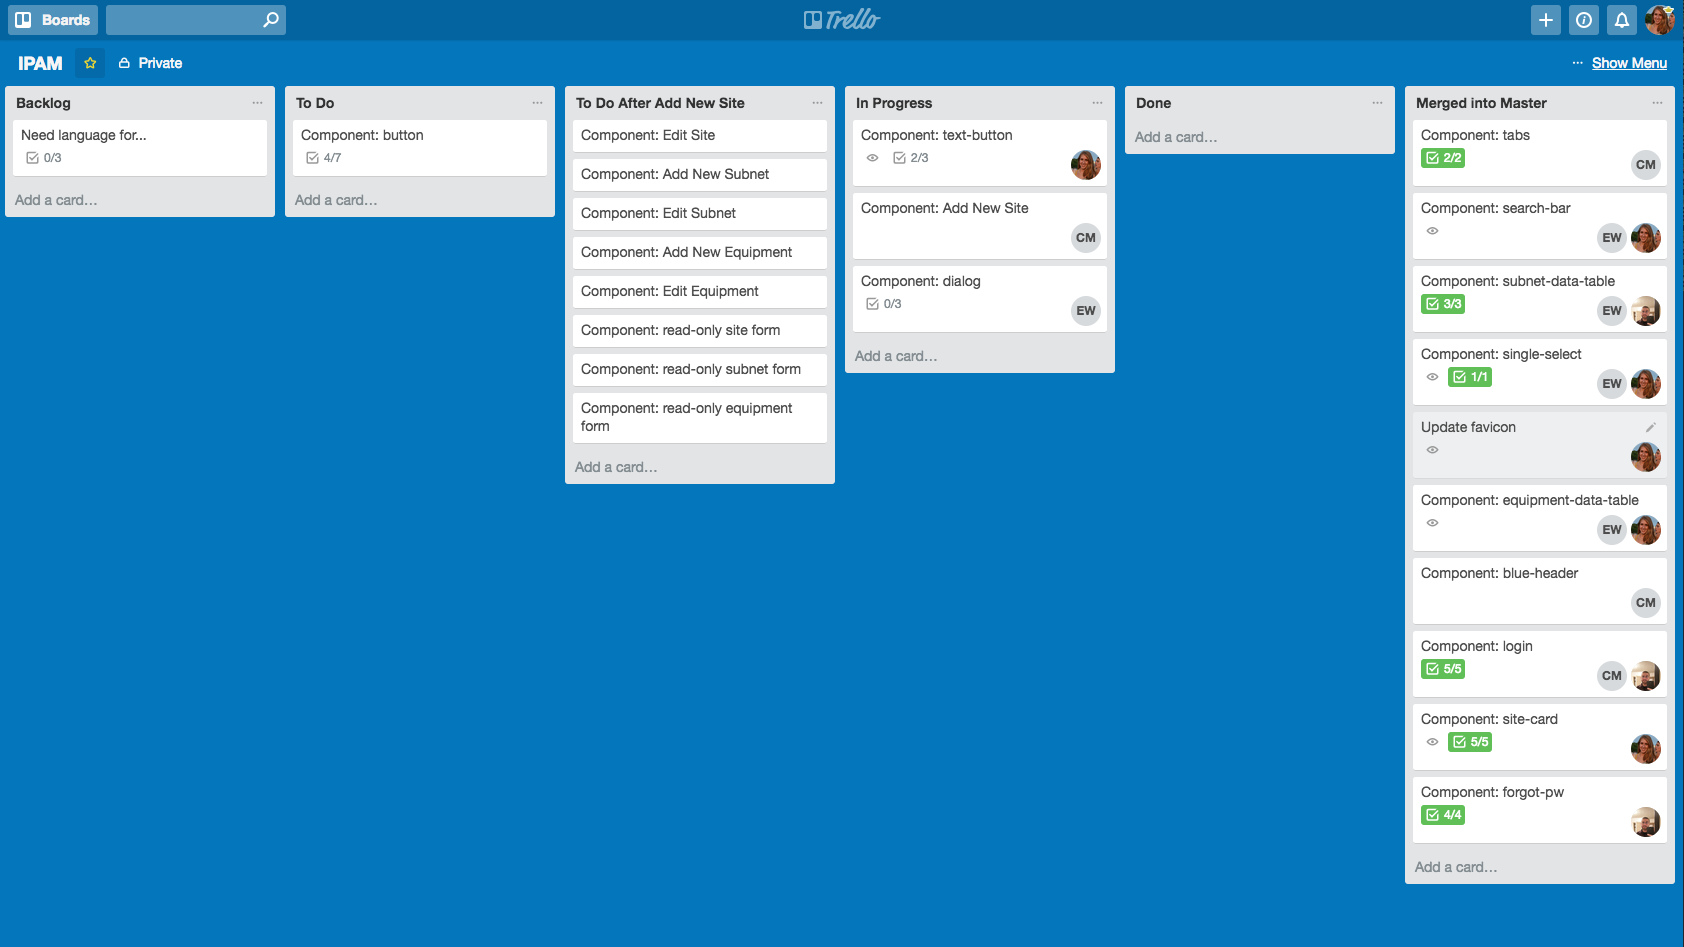 Boards
Trello
IPAM
Private
... Show Menu
Backlog ...
Need language for...
0/3
Add a card...
To Do ...
Component: button
4/7
Add a card...
To Do After Add New Site ...
Component: Edit Site
Component: Add New Subnet
Component: Edit Subnet
Component: Add New Equipment
Component: Edit Equipment
Component: read-only site form
Component: read-only subnet form
Component: read-only equipment
form
Add a card...
In Progress ...
Component: text-button
2/3
Component: Add New Site
CM
Component: dialog
0/3
EW
Add a card...
Done ...
Add a card...
Merged into Master ...
Component: tabs
2/2
CM
Component: search-bar
EW
Component: subnet-data-table
3/3
EW
Component: single-select
1/1
EW
Update favicon
Component: equipment-data-table
EW
Component: blue-header
CM
Component: login
5/5
CM
Component: site-card
5/5
Component: forgot-pw
4/4
Add a card...